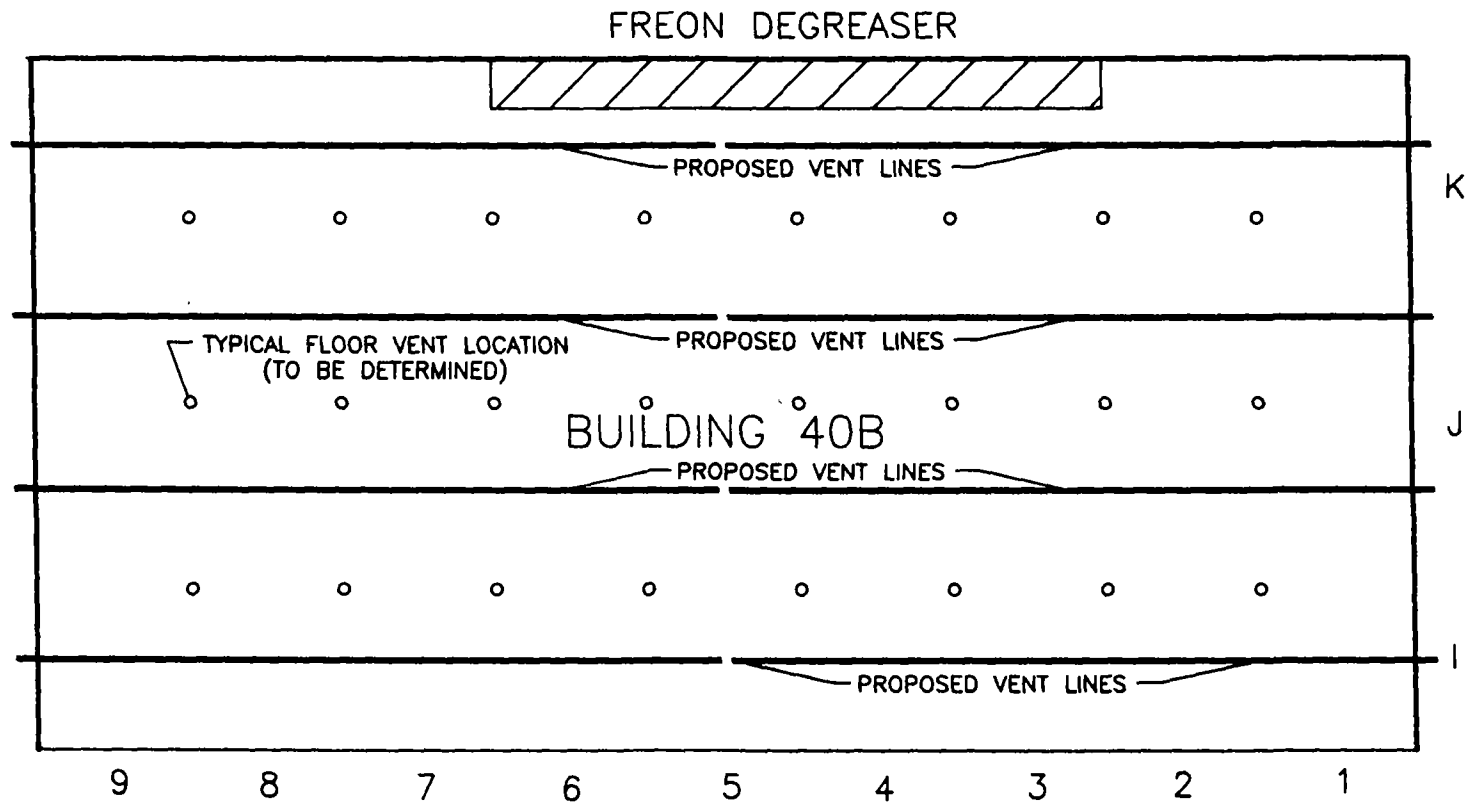 FREON DEGREASER
PROPOSED VENT LINES
K
PROPOSED VENT LINES
TYPICAL FLOOR VENT LOCATION
(TO BE DETERMINED)
BUILDING 40B
J
PROPOSED VENT LINES
I
PROPOSED VENT LINES
9 8 7 6 5 4 3 2 1